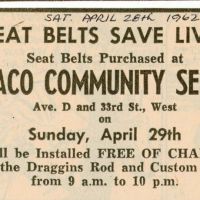 SAT. APRIL 28TH 1962
SEAT BELTS SAVE LIV
Seat Belts Purchased at
ACO COMMUNITY SE
Ave. D and 33rd St., West
on
Sunday, April 29th
ll be Installed FREE OF CHA
the Draggins Rod and Custom
from 9 a.m. to 10 p.m.